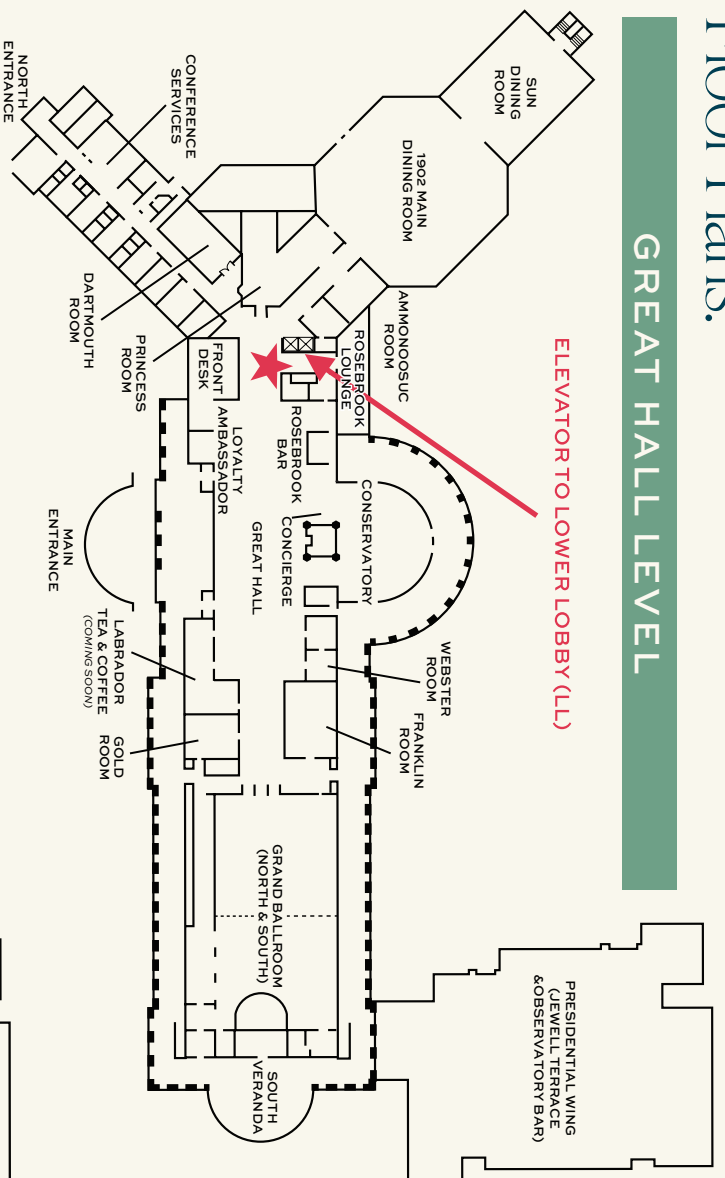 Floor Plans.
GREAT HALL LEVEL
ELEVATOR TO LOWER LOBBY (LL)
SUN
DINING
ROOM
1902 MAIN
DINING ROOM
CONFERENCE
SERVICES
NORTH
ENTRANCE
AMMONOOSUC
ROOM
ROSEBROOK
LOUNGE
DARTMOUTH
ROOM
PRINCESS
ROOM
FRONT
DESK
LOYALTY
AMBASSADOR
ROSEBROOK
BAR
CONSERVATORY
CONCIERGE
GREAT HALL
MAIN
ENTRANCE
WEBSTER
ROOM
FRANKLIN
ROOM
LABRADOR
TEA & COFFEE
(COMING SOON)
GOLD
ROOM
GRAND BALLROOM
(NORTH & SOUTH)
SOUTH
VERANDA
PRESIDENTIAL WING
(JEWELL TERRACE
&OBSERVATORY BAR)